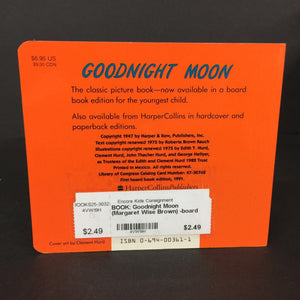 $6.95 US
$9.50 CDN
GOODNIGHT MOON
The classic picture book—now available in a board
book edition for the youngest child.
Also available from HarperCollins in hardcover and
paperback editions.
Copyright 1947 by Harper & Row, Publishers, Inc.
Text copyright renewed 1975 by Roberta Brown Rauch
Illustrations copyright renewed 1975 by Edith T. Hurd,
Clement Hurd, John Thacher Hurd, and George Hellyer,
as Trustees of the Edith and Clement Hurd 1982 Trust
Printed in Mexico. All rights reserved.
Library of Congress Catalog Card Number: 47-30762
First board book edition, 1991.
HarperCollinsPublishers
Encore Kids Consignment
BOOK: Goodnight Moon
(Margaret Wise Brown) -board
$2.49
$2.49
ISBN 0-694-00361-1
Cover art by Clement Hurd